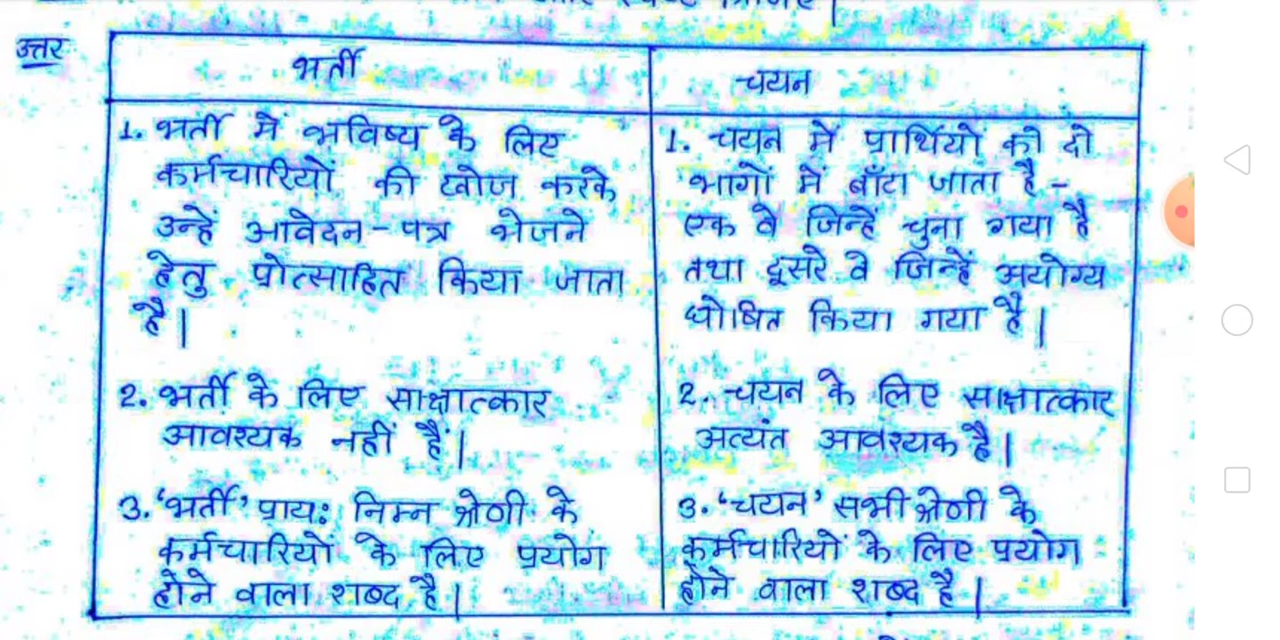 उत्तर
भर्ती
चयन
1. भर्ती में भविष्य के लिए
कर्मचारियों की खोज करके
उन्हें आवेदन-पत्र भेजने
हेतु प्रोत्साहित किया जाता
है|
1. चयन में प्रार्थियों को दो
भागों में बाँटा जाता है -
एक वे जिन्हें चुना गया है
तथा दूसरे वे जिन्हें अयोग्य
घोषित किया गया है|
2. भर्ती के लिए साक्षात्कार
आवश्यक नहीं हैं|
2. चयन के लिए साक्षात्कार
अत्यंत आवश्यक है|
3. 'भर्ती' प्राय: निम्न श्रेणी के
कर्मचारियों के लिए प्रयोग
होने वाला शब्द है|
3. 'चयन' सभी श्रेणी के
कर्मचारियों के लिए प्रयोग
होने वाला शब्द है|